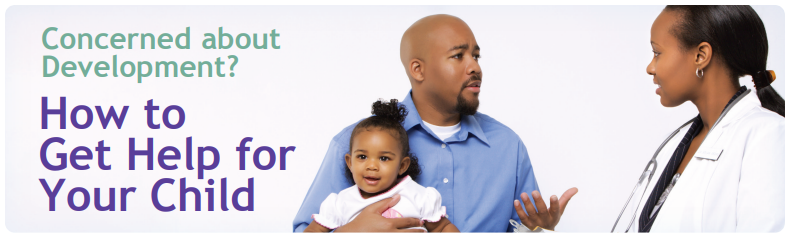 Concerned about
Development?
How to
Get Help for
Your Child